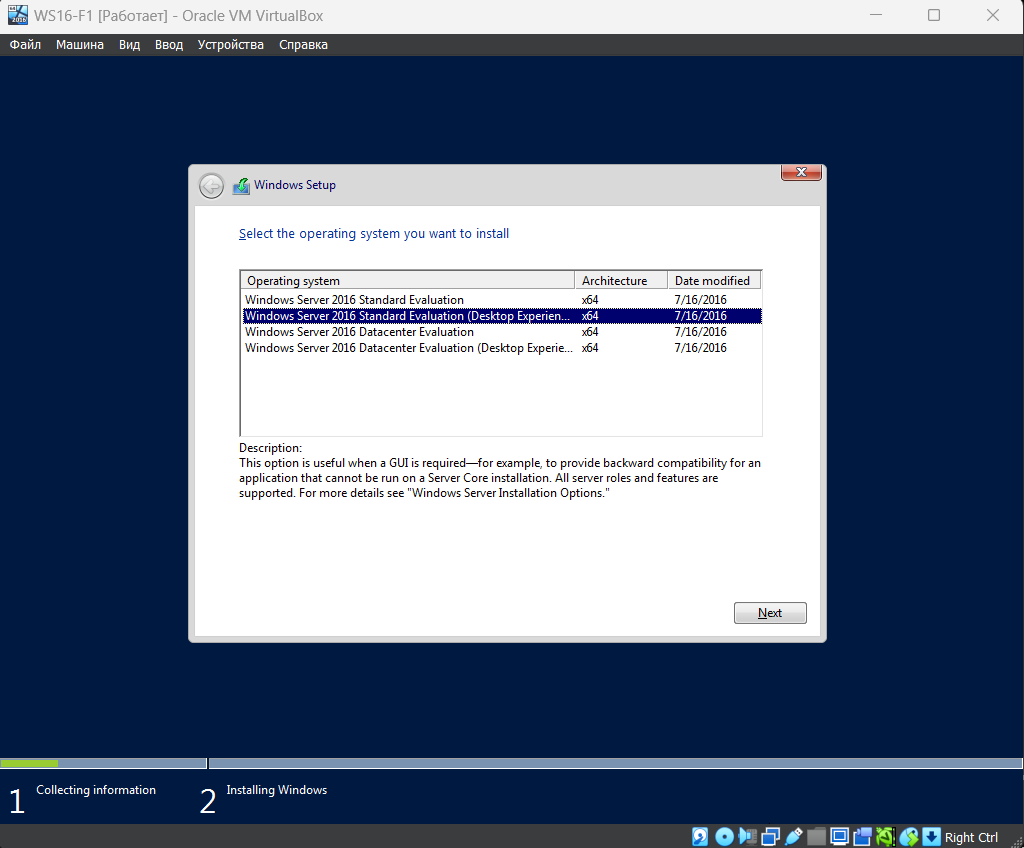 WS16-F1 [Работает] - Oracle VM VirtualBox
Файл Машина Вид Ввод Устройства Справка
Windows Setup
Select the operating system you want to install
Operating system Architecture Date modified
Windows Server 2016 Standard Evaluation x64 7/16/2016
Windows Server 2016 Standard Evaluation (Desktop Experien... x64 7/16/2016
Windows Server 2016 Datacenter Evaluation x64 7/16/2016
Windows Server 2016 Datacenter Evaluation (Desktop Experie... x64 7/16/2016
Description:
This option is useful when a GUI is required—for example, to provide backward compatibility for an
application that cannot be run on a Server Core installation. All server roles and features are
supported. For more details see "Windows Server Installation Options."
Next
1 Collecting information 2 Installing Windows
Right Ctrl